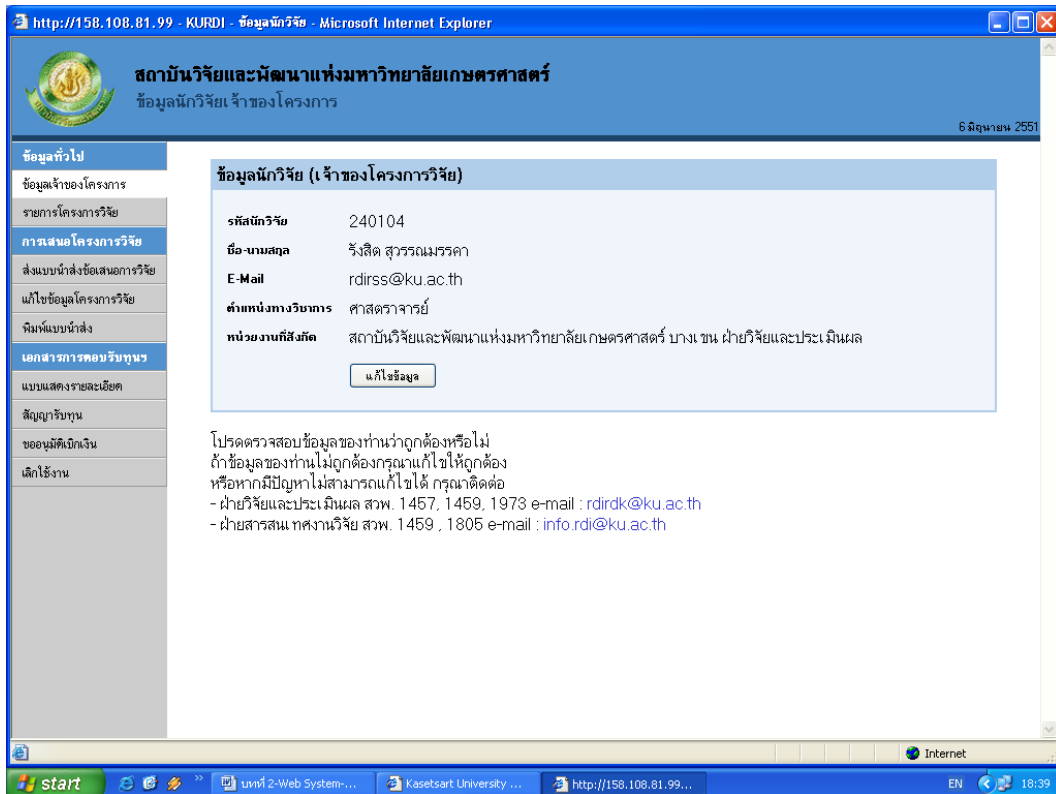 http://158.108.81.99 - KURDI - ข้อมูลนักวิจัย - Microsoft Internet Explorer
สถาบันวิจัยและพัฒนาแห่งมหาวิทยาลัยเกษตรศาสตร์
ข้อมูลนักวิจัยเจ้าของโครงการ
6 มิถุนายน 2551
ข้อมูลทั่วไป
ข้อมูลเจ้าของโครงการ
รายการโครงการวิจัย
การเสนอโครงการวิจัย
ส่งแบบนำส่งข้อเสนอการวิจัย
แก้ไขข้อมูลโครงการวิจัย
พิมพ์แบบนำส่ง
เอกสารการตอบรับทุนฯ
แบบแสดงรายละเอียด
สัญญารับทุน
ขออนุมัติเบิกเงิน
เลิกใช้งาน
ข้อมูลนักวิจัย (เจ้าของโครงการวิจัย)
รหัสนักวิจัย 240104
ชื่อ-นามสกุล รังสิต สุวรรณมรรคา
E-Mail rdirss@ku.ac.th
ตำแหน่งทางวิชาการ ศาสตราจารย์
หน่วยงานที่สังกัด สถาบันวิจัยและพัฒนาแห่งมหาวิทยาลัยเกษตรศาสตร์ บางเขน ฝ่ายวิจัยและประเมินผล
แก้ไขข้อมูล
โปรดตรวจสอบข้อมูลของท่านว่าถูกต้องหรือไม่
ถ้าข้อมูลของท่านไม่ถูกต้องกรุณาแก้ไขให้ถูกต้อง
หรือหากมีปัญหาไม่สามารถแก้ไขได้ กรุณาติดต่อ
- ฝ่ายวิจัยและประเมินผล สวพ. 1457, 1459, 1973 e-mail : rdirdk@ku.ac.th
- ฝ่ายสารสนเทศงานวิจัย สวพ. 1459 , 1805 e-mail : info.rdi@ku.ac.th
Internet
start
บทที่ 2-Web System-...
Kasetsart University ...
http://158.108.81.99...
EN
18:39